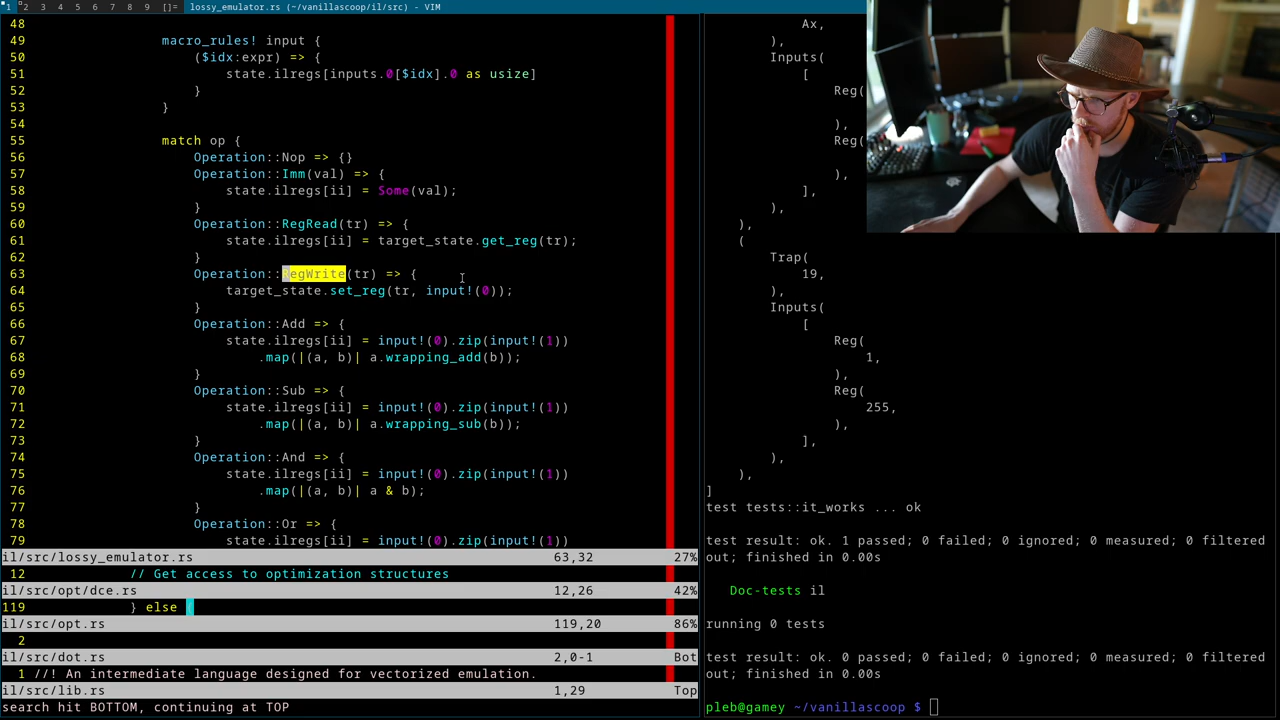 1 2 3 4 5 6 7 8 9 []= lossy_emulator.rs (~/vanillascoop/il/src) - VIM
48
49 macro_rules! input {
50 ($idx:expr) => {
51 state.ilregs[inputs.0[$idx].0 as usize]
52 }
53 }
54
55 match op {
56 Operation::Nop => {}
57 Operation::Imm(val) => {
58 state.ilregs[ii] = Some(val);
59 }
60 Operation::RegRead(tr) => {
61 state.ilregs[ii] = target_state.get_reg(tr);
62 }
63 Operation::RegWrite(tr) => {
64 target_state.set_reg(tr, input!(0));
65 }
66 Operation::Add => {
67 state.ilregs[ii] = input!(0).zip(input!(1))
68 .map(|(a, b)| a.wrapping_add(b));
69 }
70 Operation::Sub => {
71 state.ilregs[ii] = input!(0).zip(input!(1))
72 .map(|(a, b)| a.wrapping_sub(b));
73 }
74 Operation::And => {
75 state.ilregs[ii] = input!(0).zip(input!(1))
76 .map(|(a, b)| a & b);
77 }
78 Operation::Or => {
79 state.ilregs[ii] = input!(0).zip(input!(1))
il/src/lossy_emulator.rs 63,32 27%
12 // Get access to optimization structures
il/src/opt/dce.rs 12,26 42%
119 } else {
il/src/opt.rs 119,20 86%
2
il/src/dot.rs 2,0-1 Bot
1 //! An intermediate language designed for vectorized emulation.
il/src/lib.rs 1,29 Top
search hit BOTTOM, continuing at TOP
Ax,
),
Inputs(
[
Reg(
),
Reg(
),
],
),
),
(
Trap(
19,
),
Inputs(
[
Reg(
1,
),
Reg(
255,
),
],
),
),
]
test tests::it_works ... ok
test result: ok. 1 passed; 0 failed; 0 ignored; 0 measured; 0 filtered
out; finished in 0.00s
Doc-tests il
running 0 tests
test result: ok. 0 passed; 0 failed; 0 ignored; 0 measured; 0 filtered
out; finished in 0.00s
pleb@gamey ~/vanillascoop $